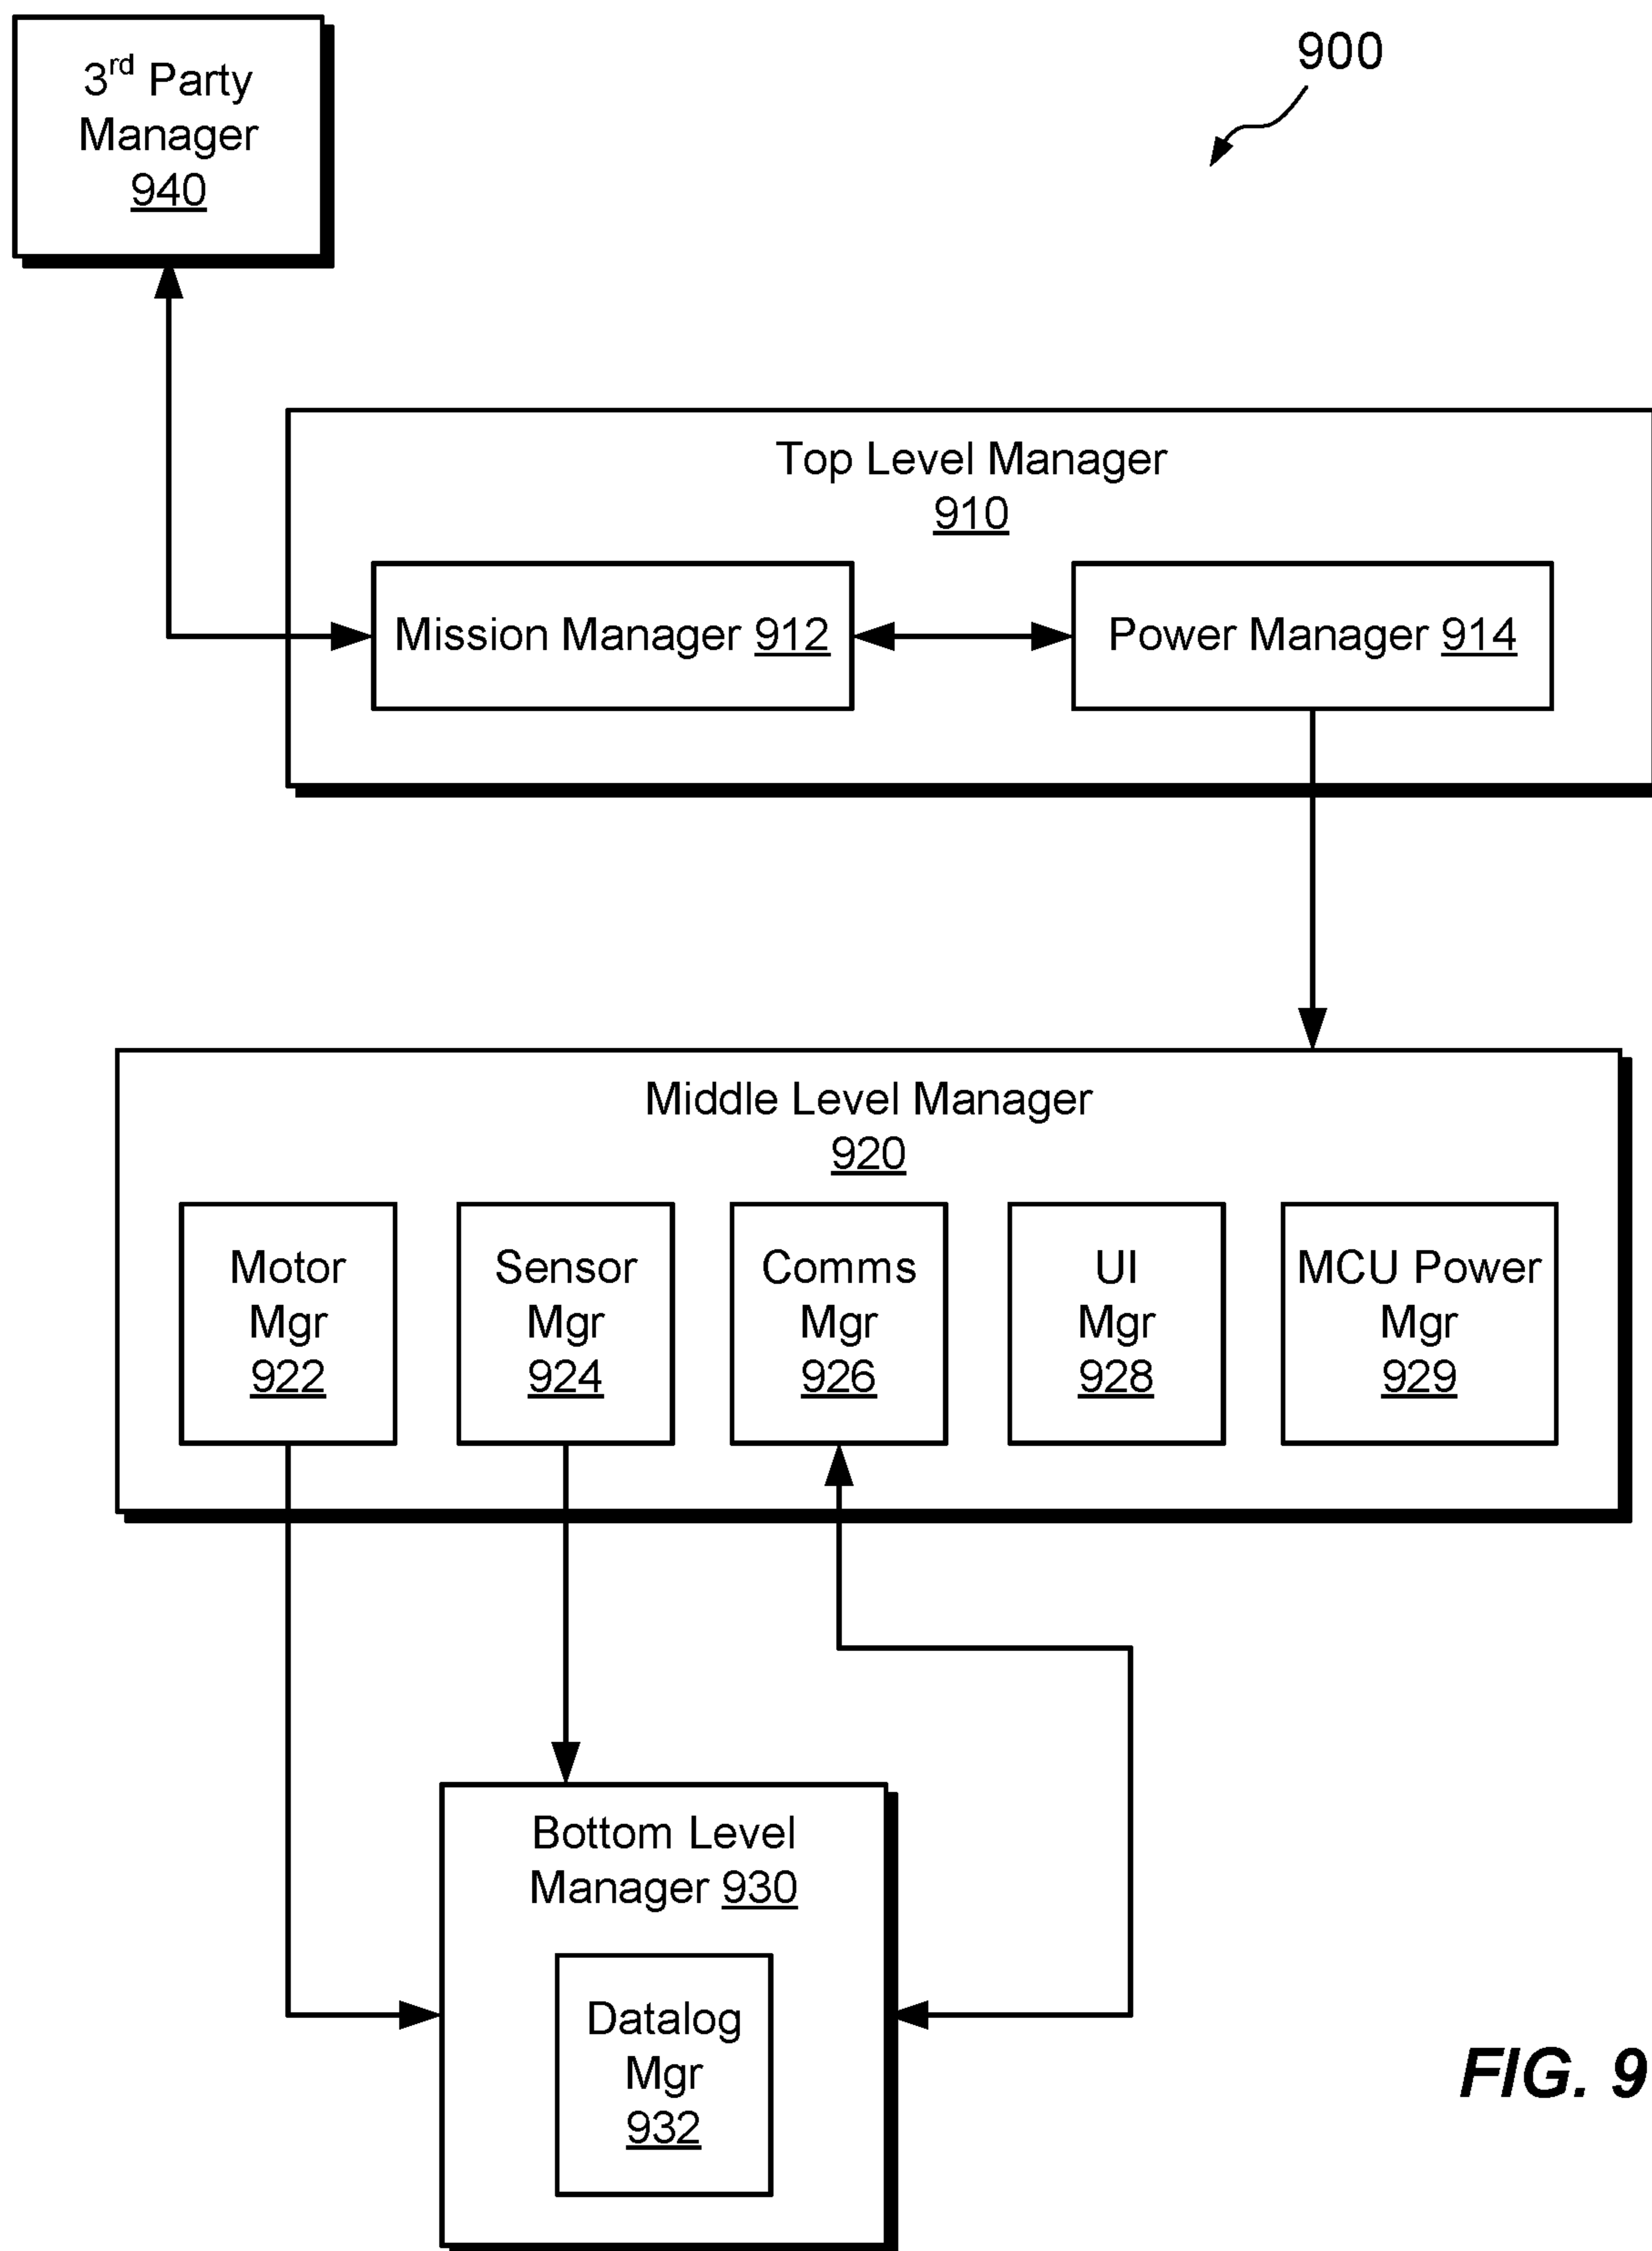 3rd Party
Manager
940
900
Top Level Manager
910
Mission Manager 912
Power Manager 914
Middle Level Manager
920
Motor
Mgr
922
Sensor
Mgr
924
Comms
Mgr
926
UI
Mgr
928
MCU Power
Mgr
929
Bottom Level
Manager 930
Datalog
Mgr
932
FIG. 9